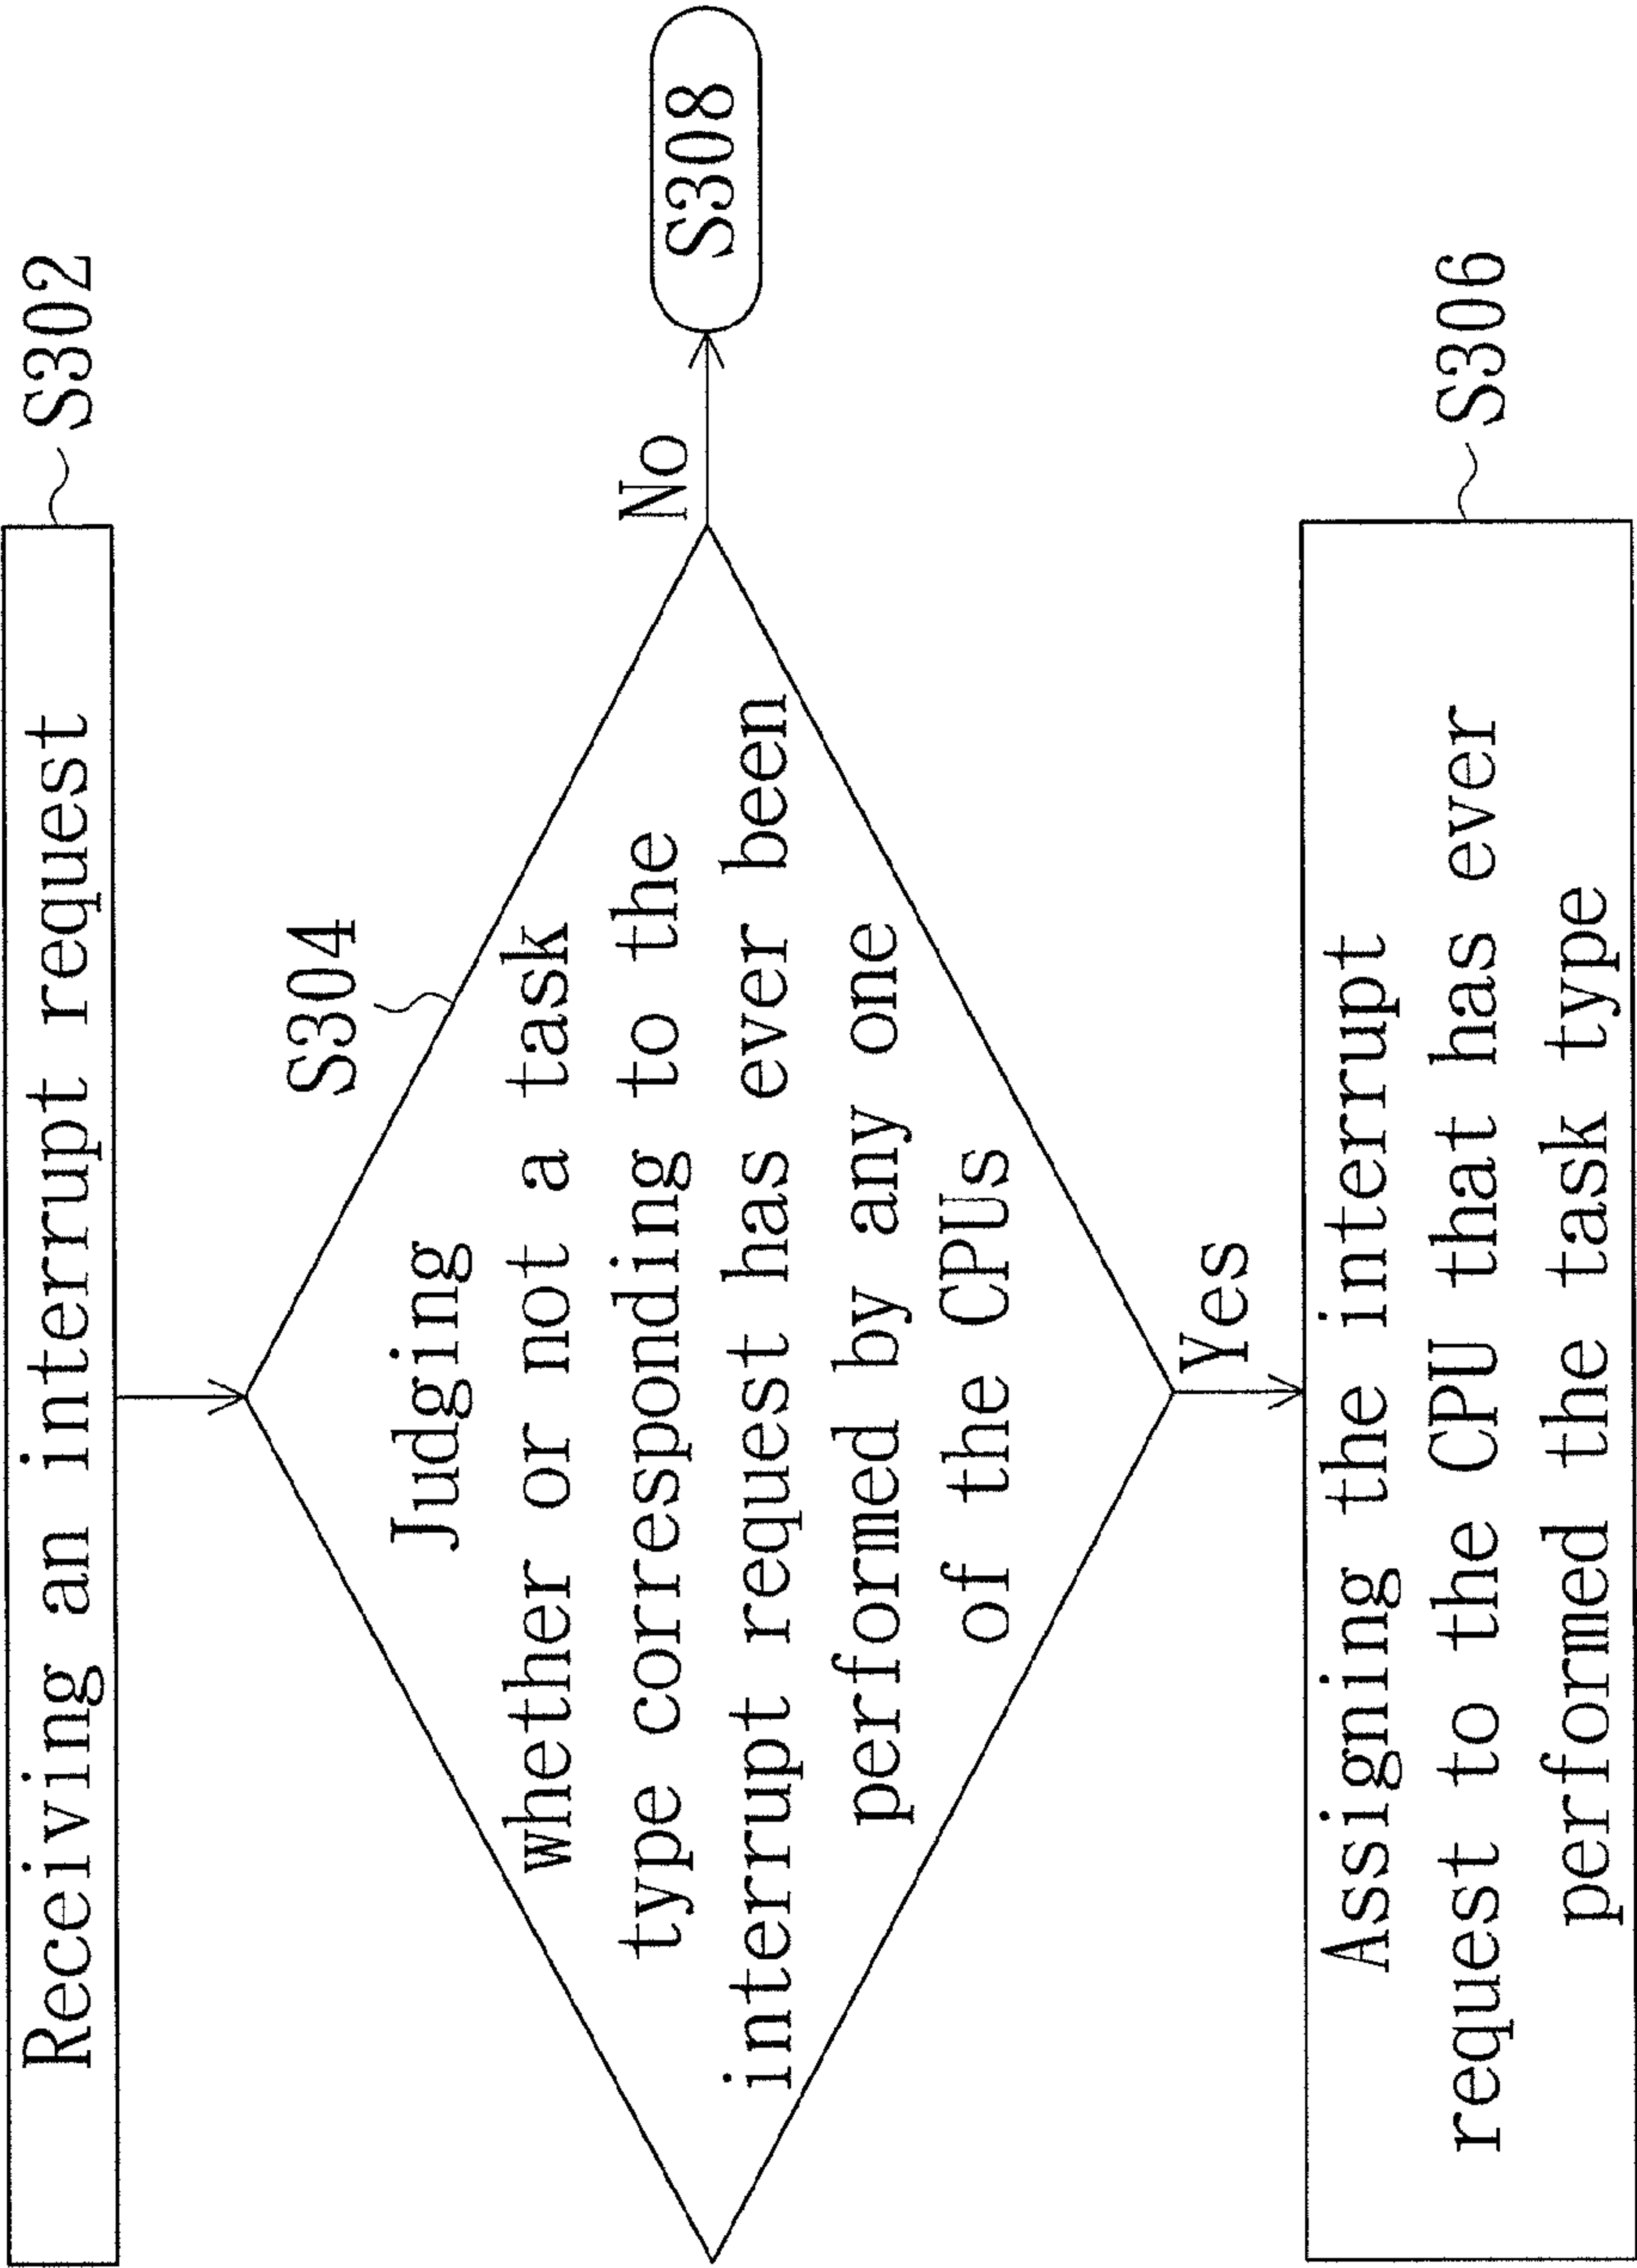 Receiving an interrupt request
S302
S304
Judging
whether or not a task
type corresponding to the
interrupt request has ever been
performed by any one
of the CPUs
No
S308
Yes
Assigning the interrupt
request to the CPU that has ever
performed the task type
S306